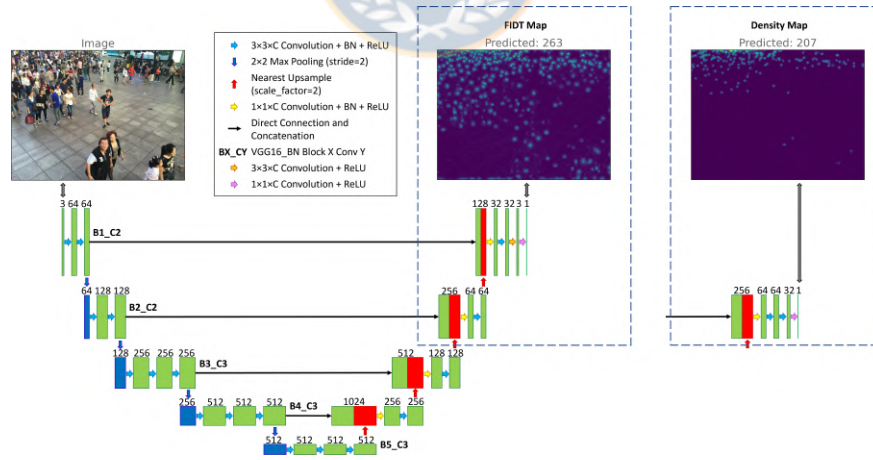 FIDT Map
Density Map
Image
Predicted: 263
Predicted: 207
3×3×C Convolution + BN + ReLU
2×2 Max Pooling (stride=2)
Nearest Upsample
(scale_factor=2)
1×1×C Convolution + BN + ReLU
Direct Connection and
Concatenation
BX_CY VGG16_BN Block X Conv Y
3×3×C Convolution + ReLU
1×1×C Convolution + ReLU
3 64 64
128 32 32 3 1
B1_C2
64 128 128
256 64 64
256 64 64 32 1
B2_C2
128 256 256 256
512 128 128
B3_C3
256 512 512 512
B4_C3
1024 256 256
512 512 512 512
B5_C3